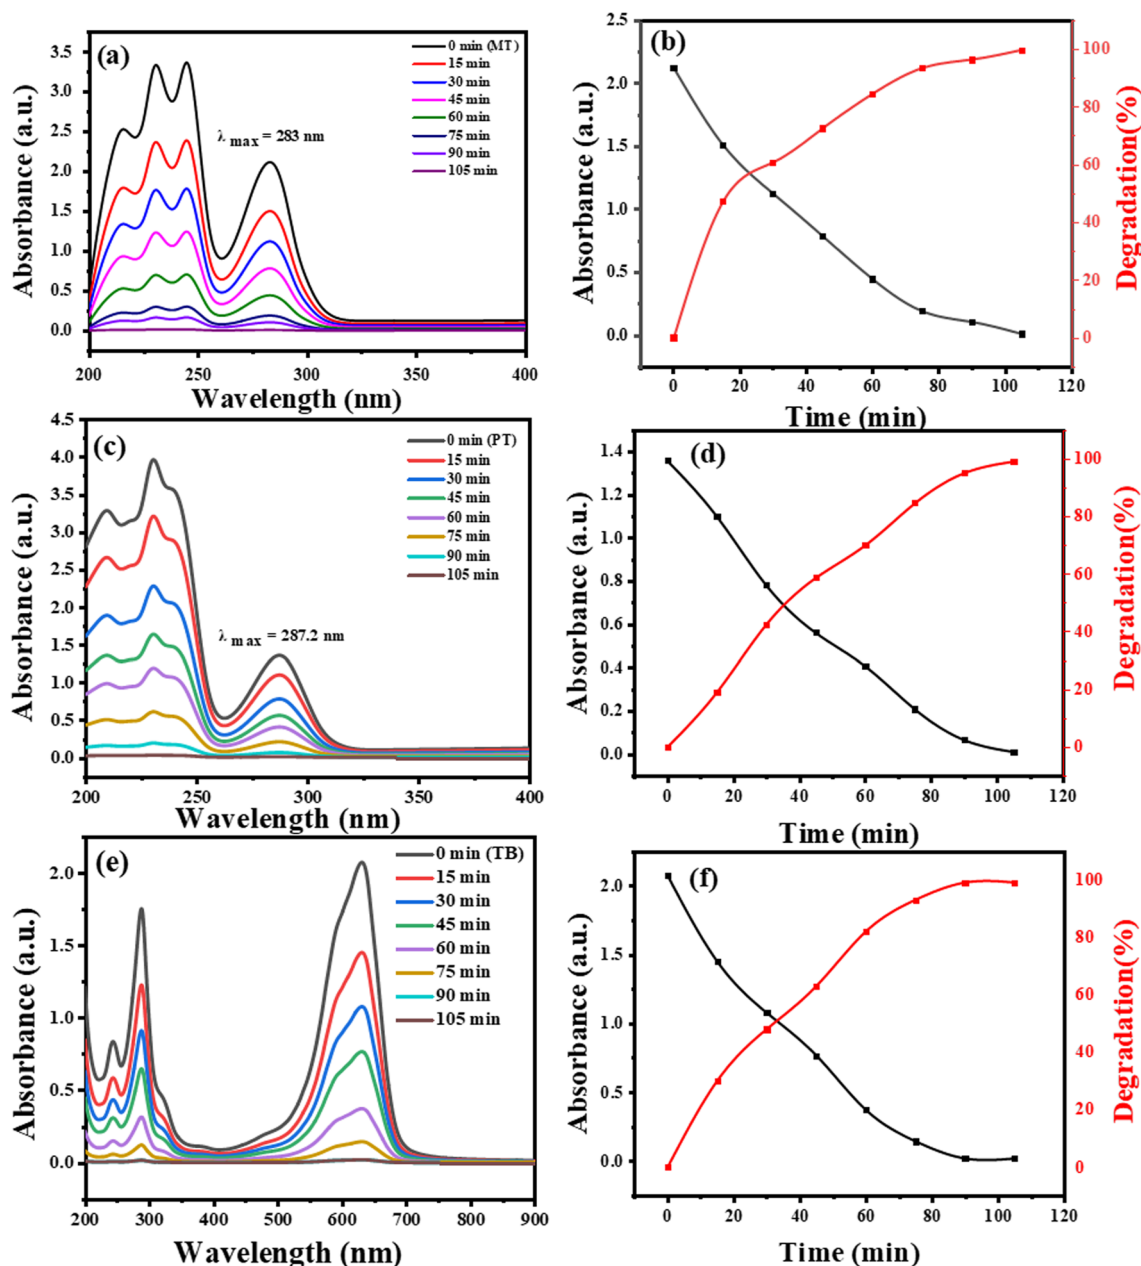 (a)
0 min (MT)
15 min
30 min
45 min
60 min
75 min
90 min
105 min
λ max = 283 nm
Absorbance (a.u.)
3.5
3.0
2.5
2.0
1.5
1.0
0.5
0.0
200 250 300 350 400
Wavelength (nm)
(b)
Absorbance (a.u.)
2.5
2.0
1.5
1.0
0.5
0.0
100
80
60
40
20
0
Degradation(%)
0 20 40 60 80 100 120
Time (min)
(c)
0 min (PT)
15 min
30 min
45 min
60 min
75 min
90 min
105 min
λ max = 287.2 nm
Absorbance (a.u.)
4.5
4.0
3.5
3.0
2.5
2.0
1.5
1.0
0.5
0.0
200 250 300 350 400
Wavelength (nm)
(d)
Absorbance (a.u.)
1.4
1.2
1.0
0.8
0.6
0.4
0.2
0.0
100
80
60
40
20
0
Degradation(%)
0 20 40 60 80 100 120
Time (min)
(e)
0 min (TB)
15 min
30 min
45 min
60 min
75 min
90 min
105 min
Absorbance (a.u.)
2.0
1.5
1.0
0.5
0.0
200 300 400 500 600 700 800 900
Wavelength (nm)
(f)
Absorbance (a.u.)
2.0
1.5
1.0
0.5
0.0
100
80
60
40
20
0
Degradation(%)
0 20 40 60 80 100 120
Time (min)